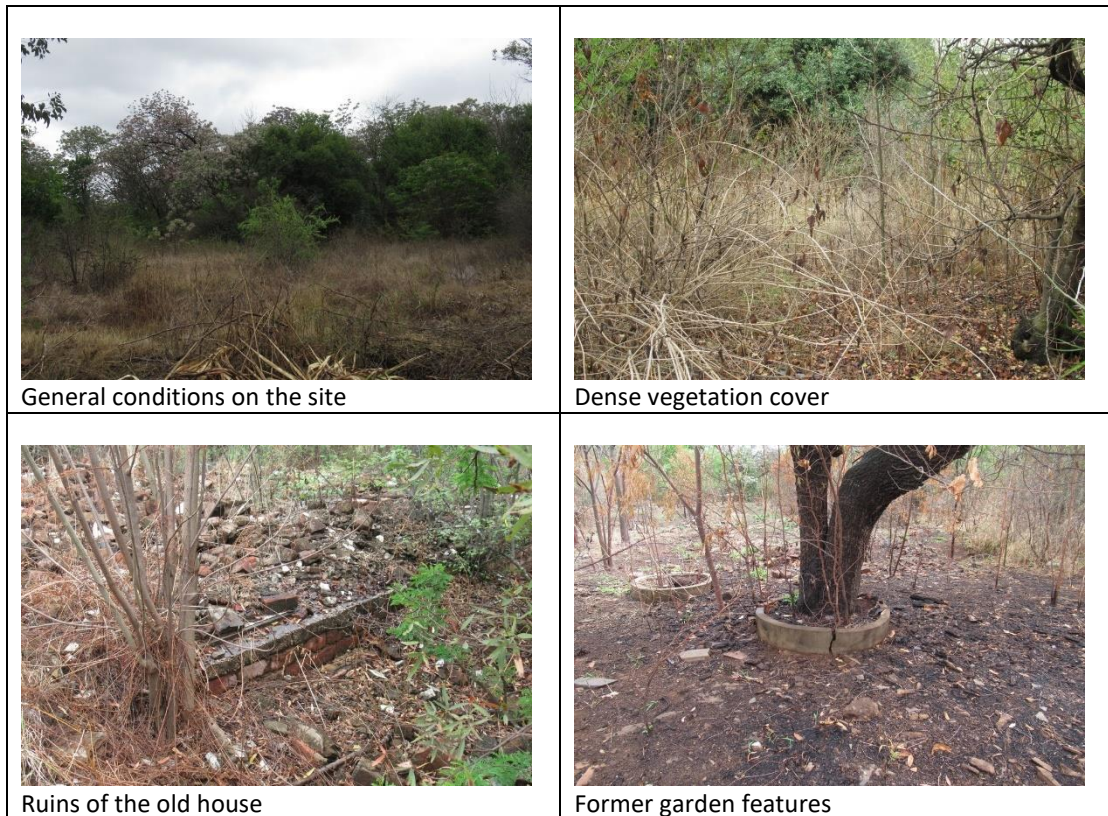 General conditions on the site
Dense vegetation cover
Ruins of the old house
Former garden features